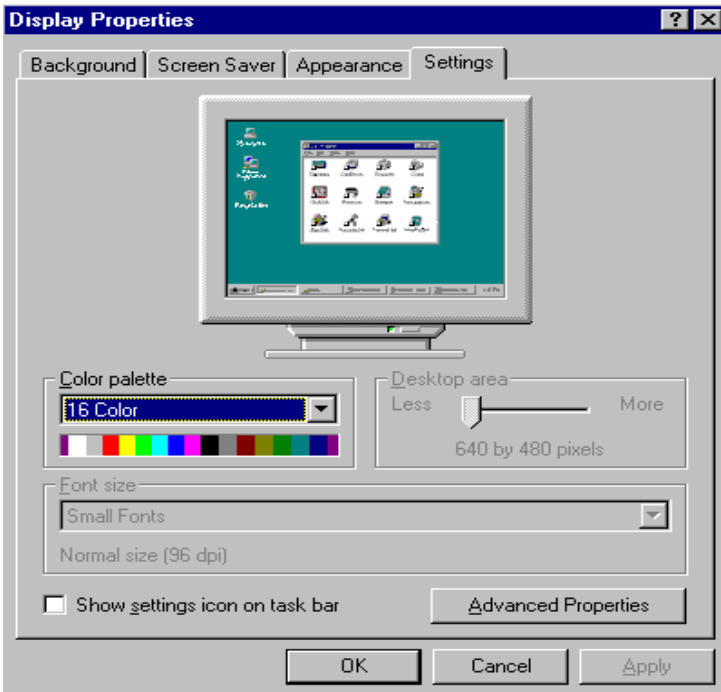 Display Properties
Background Screen Saver Appearance Settings
Color palette
16 Color
Desktop area
Less More
640 by 480 pixels
Font size
Small Fonts
Normal size (96 dpi)
Show settings icon on task bar
Advanced Properties
OK Cancel Apply